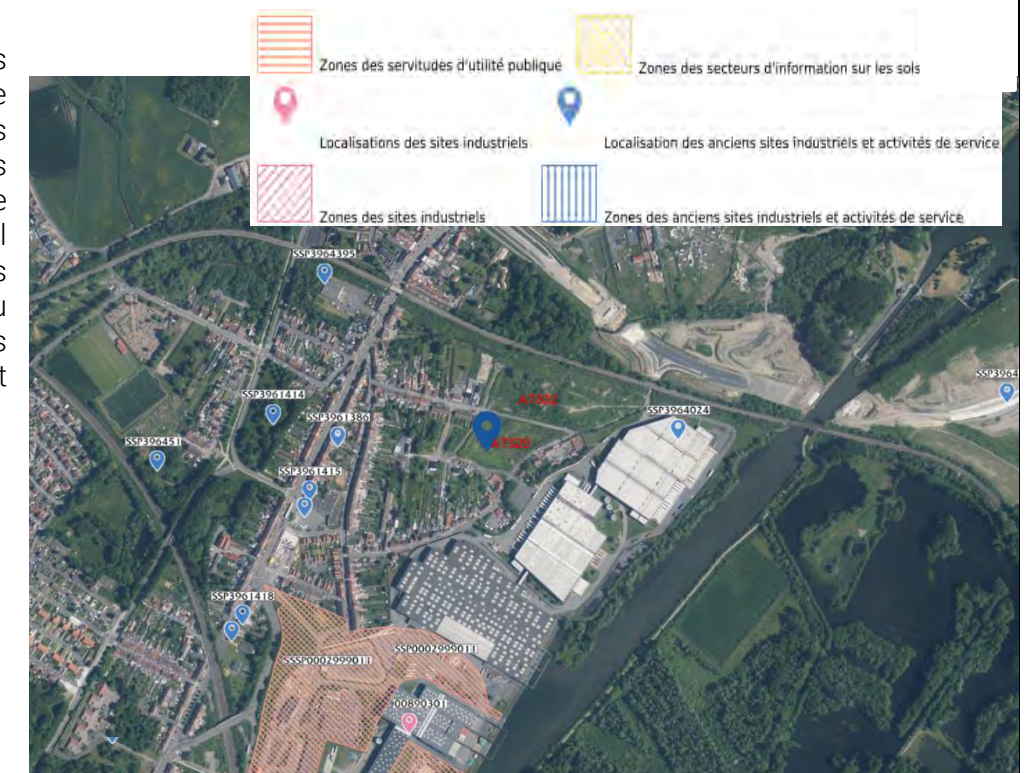 Zones des servitudes d'utilité publique
Zones des secteurs d'information sur les sols
Localisations des sites industriels
Localisation des anciens sites industriels et activités de service
Zones des sites industriels
Zones des anciens sites industriels et activités de service
s
e
s
s
e
l
s
u
s
t
SSP3964395
SSP3964
SSP3961414
SSP3961386
SSP3964024
SSP396451
SSP3961415
SSP3961418
SSSP0002999011
SSP0002999011
00890301